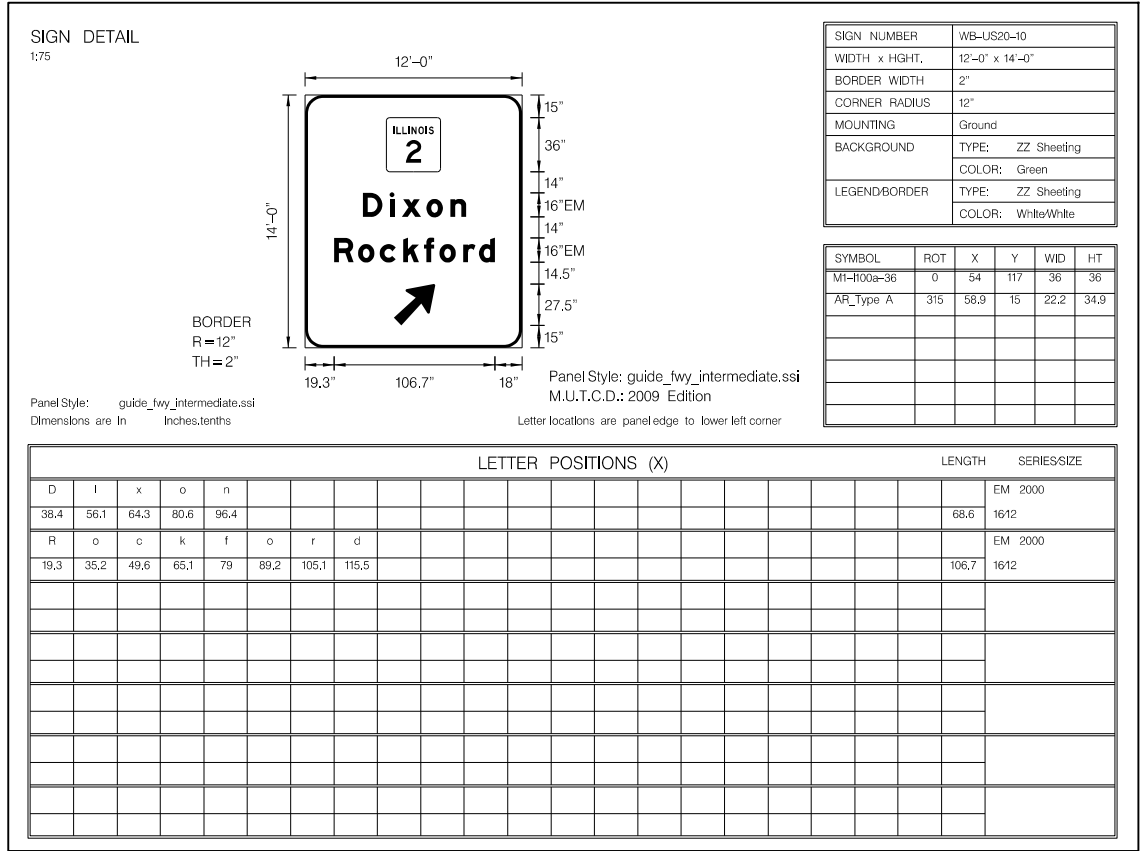 SIGN DETAIL
1:75
12'–0"
14'–0"
ILLINOIS
2
Dixon
Rockford
15"
36"
14"
16"EM
14"
16"EM
14.5"
27.5"
15"
BORDER
R=12"
TH=2"
19.3" 106.7" 18"
Panel Style: guide_fwy_intermediate.ssi
M.U.T.C.D.: 2009 Edition
Panel Style: guide_fwy_intermediate.ssi
Dimensions are in inches.tenths
Letter locations are panel edge to lower left corner
SIGN NUMBER WB–US20–10
WIDTH x HGHT. 12'–0" x 14'–0"
BORDER WIDTH 2"
CORNER RADIUS 12"
MOUNTING Ground
BACKGROUND TYPE: ZZ Sheeting
COLOR: Green
LEGEND/BORDER TYPE: ZZ Sheeting
COLOR: White/White
SYMBOL ROT X Y WID HT
M1–I100a–36 0 54 117 36 36
AR_Type A 315 58.9 15 22.2 34.9
LETTER POSITIONS (X) LENGTH SERIES/SIZE
D i x o n EM 2000
38.4 56.1 64.3 80.6 96.4 68.6 16/12
R o c k f o r d EM 2000
19.3 35.2 49.6 65.1 79 89.2 105.1 115.5 106.7 16/12